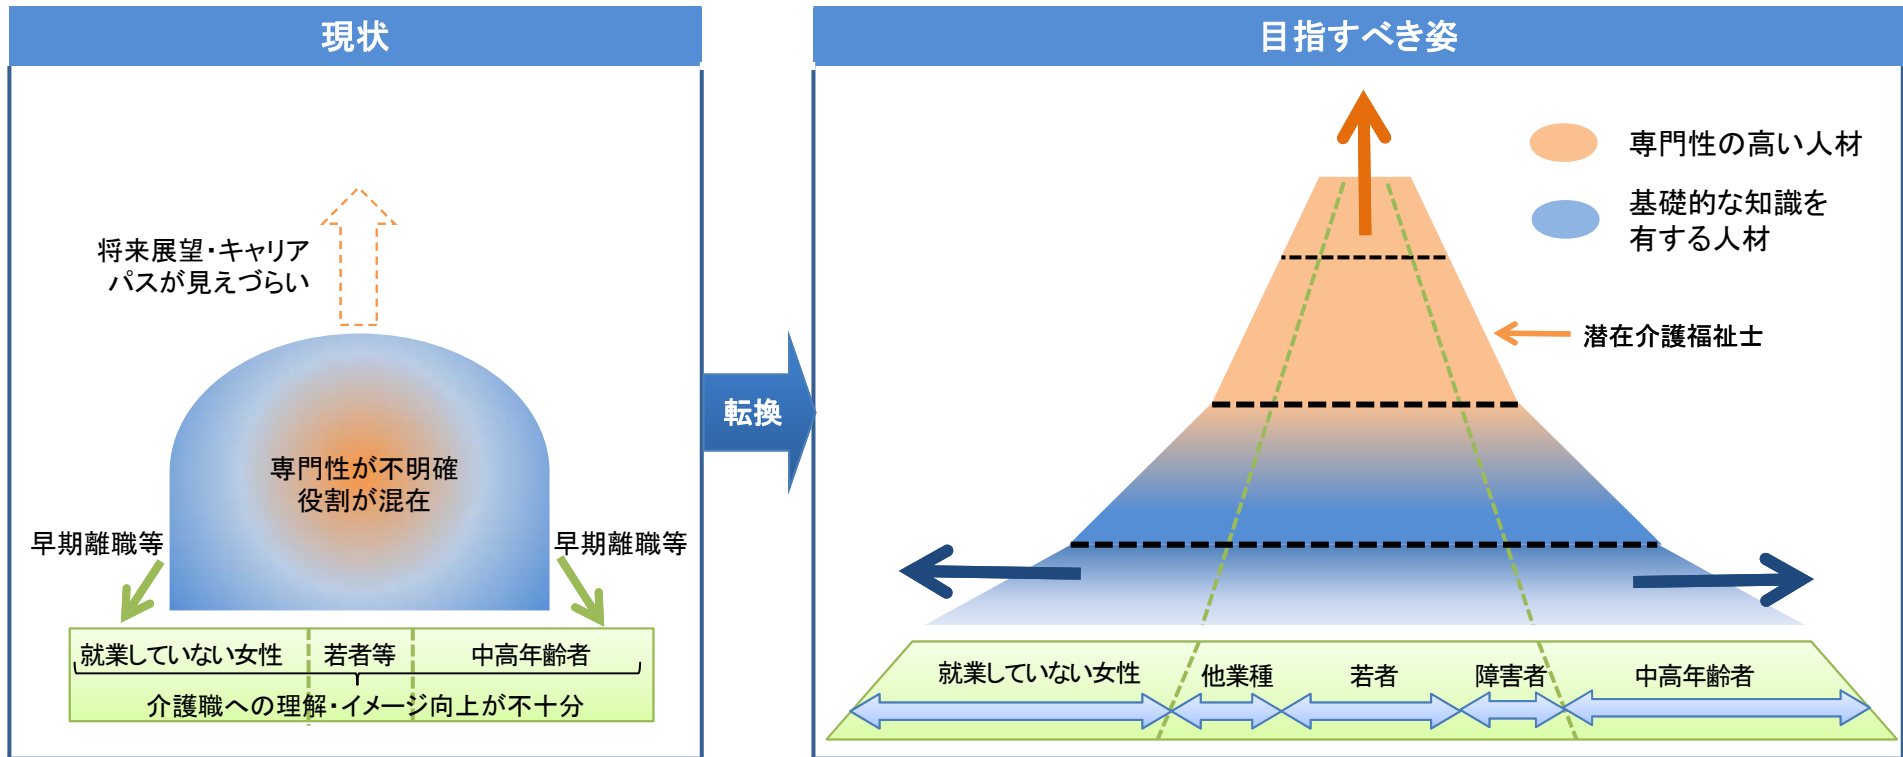 現状
将来展望・キャリア
パスが見えづらい
専門性が不明確
役割が混在
早期離職等
早期離職等
就業していない女性
若者等
中高年齢者
介護職への理解・イメージ向上が不十分
転換
目指すべき姿
専門性の高い人材
基礎的な知識を
有する人材
潜在介護福祉士
就業していない女性
他業種
若者
障害者
中高年齢者